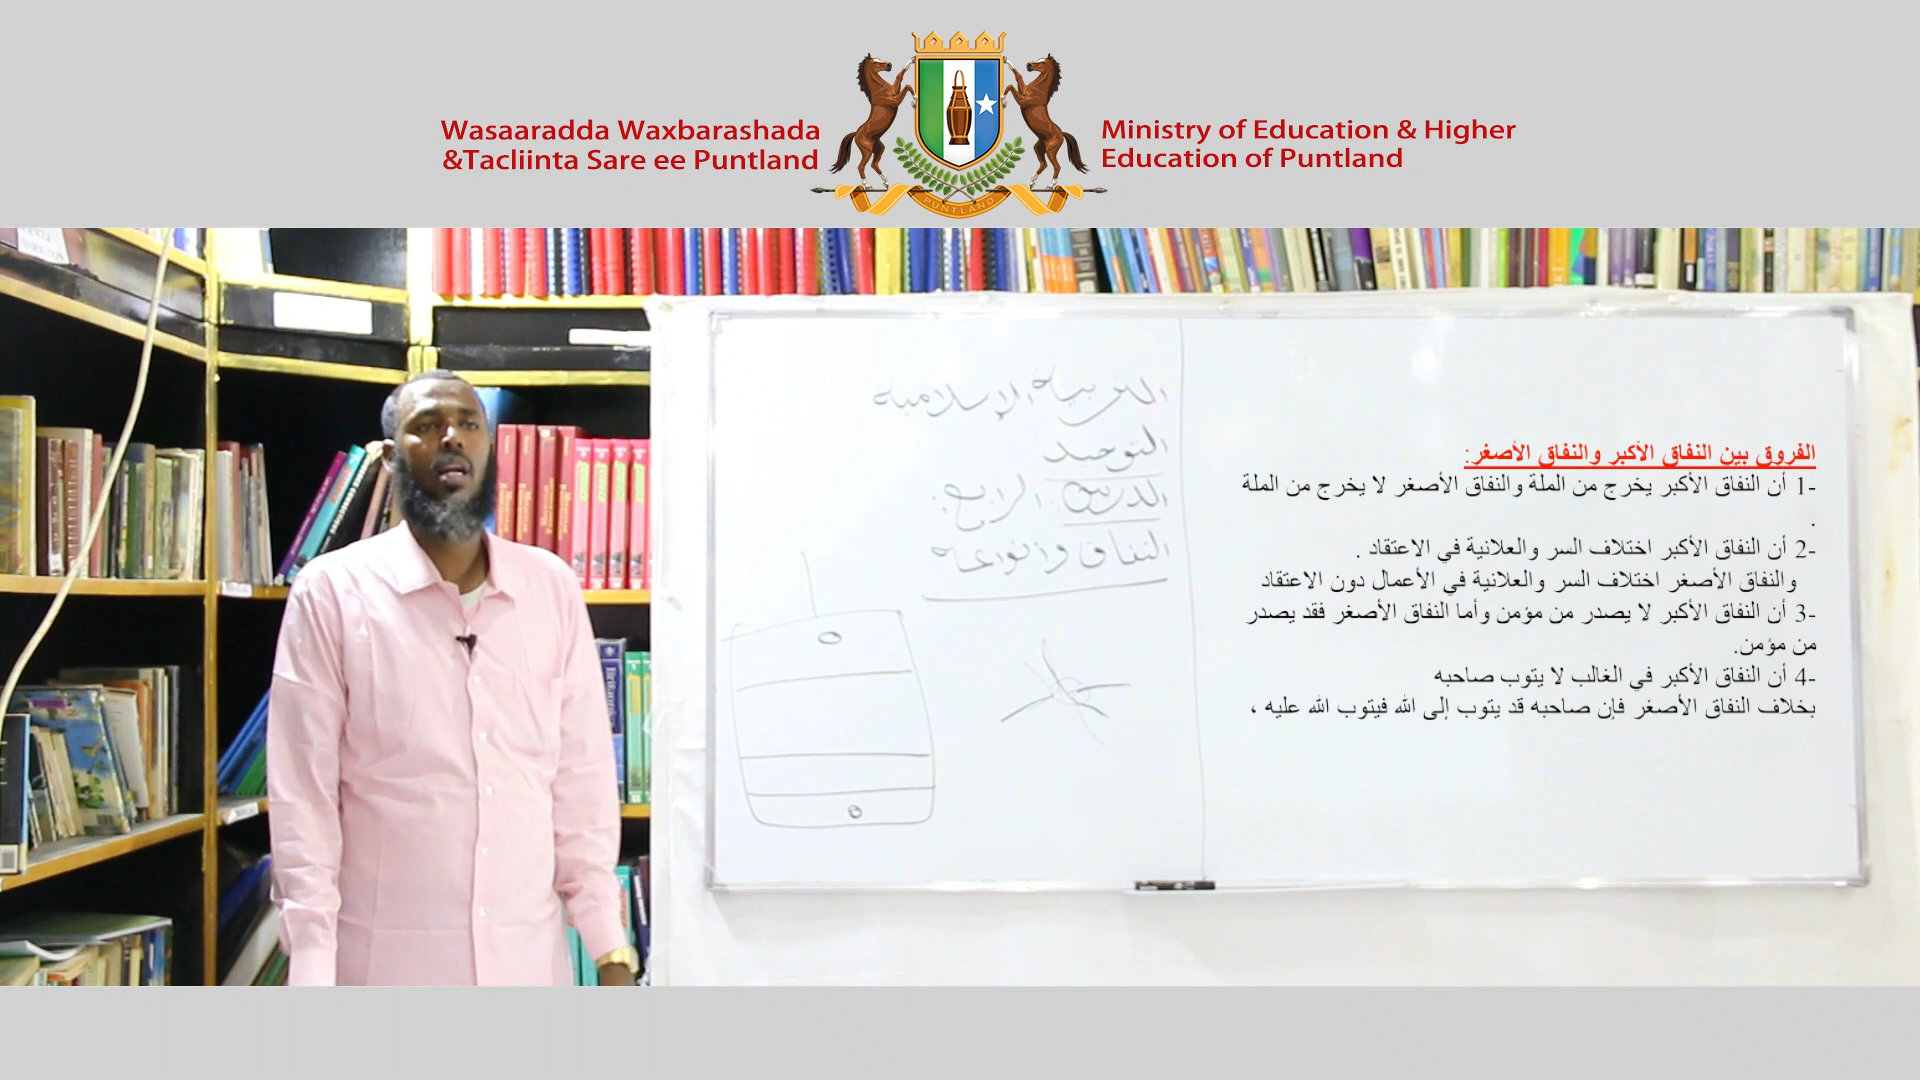 Wasaaradda Waxbarashada
&Tacliinta Sare ee Puntland
Ministry of Education & Higher
Education of Puntland
PUNTLAND
التربية الإسلامية
التوحيد
الدرس الرابع:
النفاق وأنواعه
الفروق بين النفاق الأكبر والنفاق الأصغر:
1- أن النفاق الأكبر يخرج من الملة والنفاق الأصغر لا يخرج من الملة
.
2- أن النفاق الأكبر اختلاف السر والعلانية في الاعتقاد .
والنفاق الأصغر اختلاف السر والعلانية في الأعمال دون الاعتقاد
3- أن النفاق الأكبر لا يصدر من مؤمن وأما النفاق الأصغر فقد يصدر
من مؤمن.
4- أن النفاق الأكبر في الغالب لا يتوب صاحبه
بخلاف النفاق الأصغر فإن صاحبه قد يتوب إلى الله فيتوب الله عليه ،